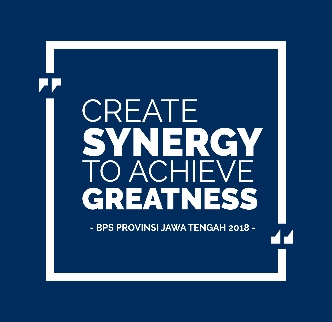 CREATE
SYNERGY
TO ACHIEVE
GREATNESS
- BPS PROVINSI JAWA TENGAH 2018 -